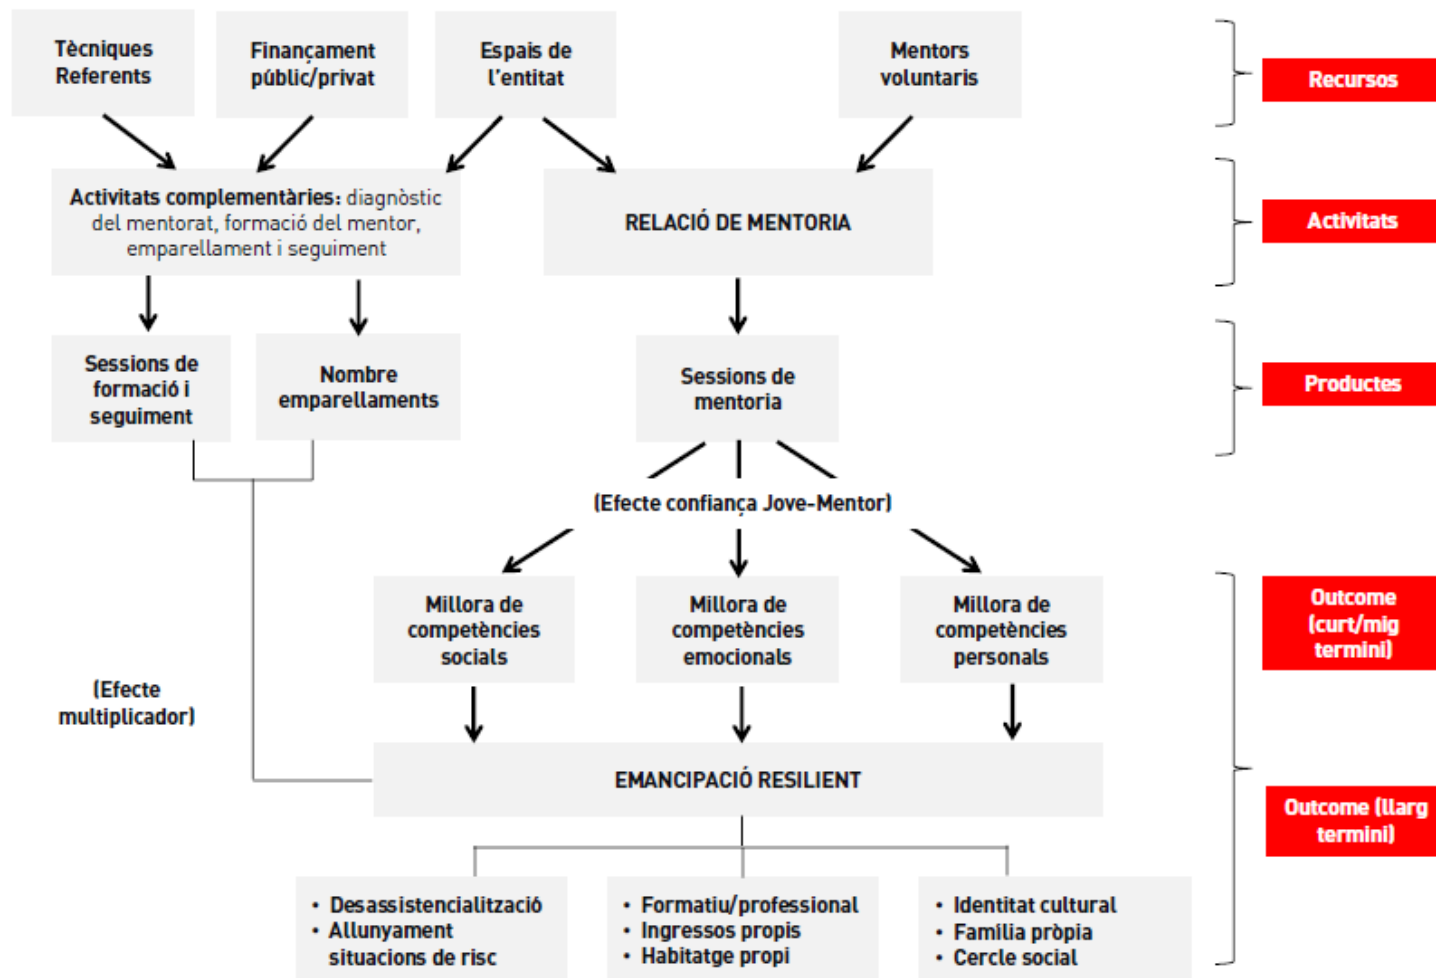 Tècniques
Referents
Finançament
públic/privat
Espais de
l'entitat
Mentors
voluntaris
Recursos
Activitats complementàries: diagnòstic
del mentorat, formació del mentor,
emparellament i seguiment
RELACIÓ DE MENTORIA
Activitats
Sessions de
formació i
seguiment
Nombre
emparellaments
Sessions de
mentoria
Productes
(Efecte confiança Jove-Mentor)
Millora de
competències
socials
Millora de
competències
emocionals
Millora de
competències
personals
Outcome
(curt/mig
termini)
(Efecte
multiplicador)
EMANCIPACIÓ RESILIENT
Outcome (llarg
termini)
• Desassistencialització
• Allunyament
situacions de risc
• Formatiu/professional
• Ingressos propis
• Habitatge propi
• Identitat cultural
• Família pròpia
• Cercle social